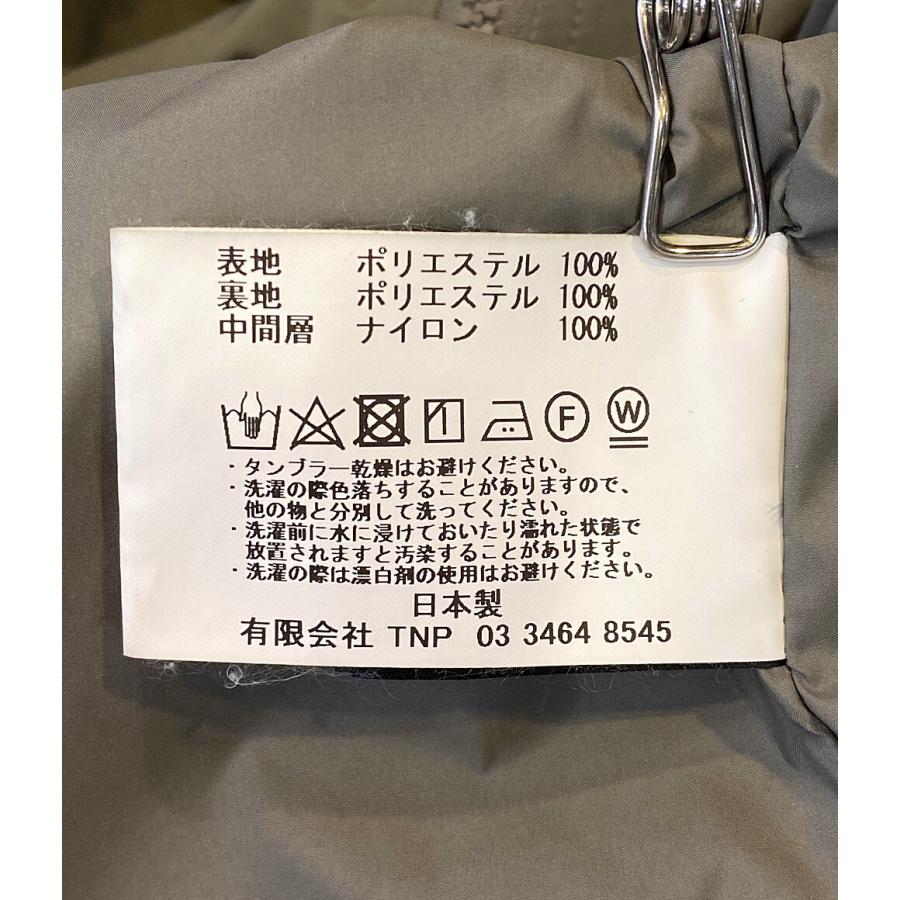 表地 ポリエステル 100%
裏地 ポリエステル 100%
中間層 ナイロン 100%
F W
・タンブラー乾燥はお避けください。
・洗濯の際色落ちすることがありますので、
他の物と分別して洗ってください。
・洗濯前に水に浸けておいたり濡れた状態で
放置されますと汚染することがあります。
・洗濯の際は漂白剤の使用はお避けください。
日本製
有限会社 TNP 03 3464 8545